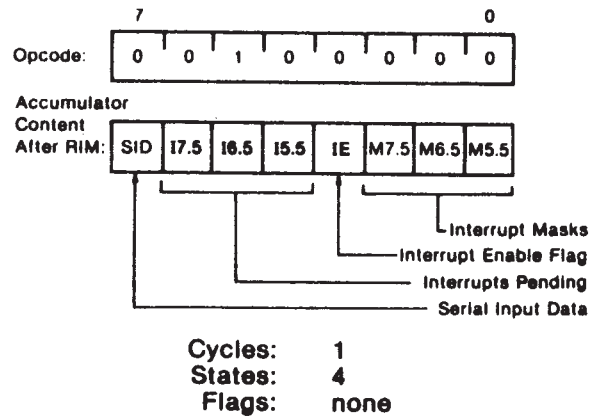 7 0
Opcode: 0 0 1 0 0 0 0 0
Accumulator
Content
After RIM: SID I7.5 I6.5 I5.5 IE M7.5 M6.5 M5.5
Interrupt Masks
Interrupt Enable Flag
Interrupts Pending
Serial Input Data
Cycles: 1
States: 4
Flags: none